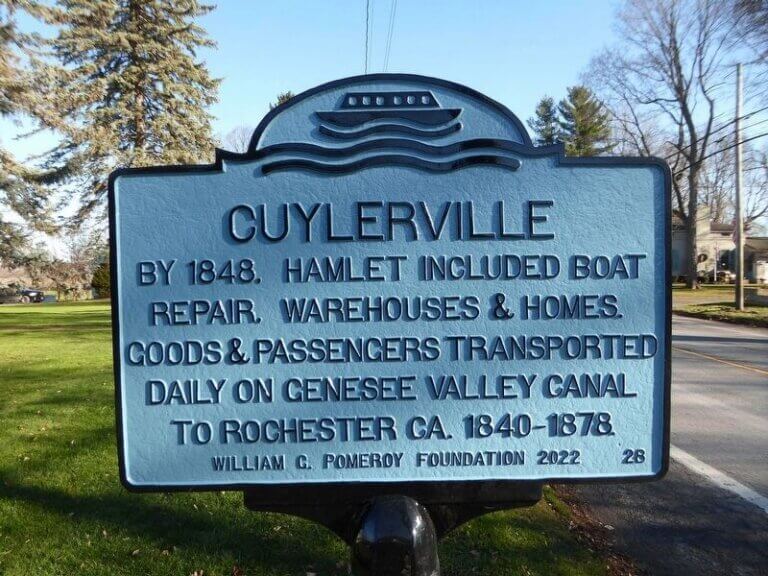 CUYLERVILLE
BY 1848, HAMLET INCLUDED BOAT
REPAIR, WAREHOUSES & HOMES.
GOODS & PASSENGERS TRANSPORTED
DAILY ON GENESEE VALLEY CANAL
TO ROCHESTER CA. 1840-1878.
WILLIAM G. POMEROY FOUNDATION 2022 28